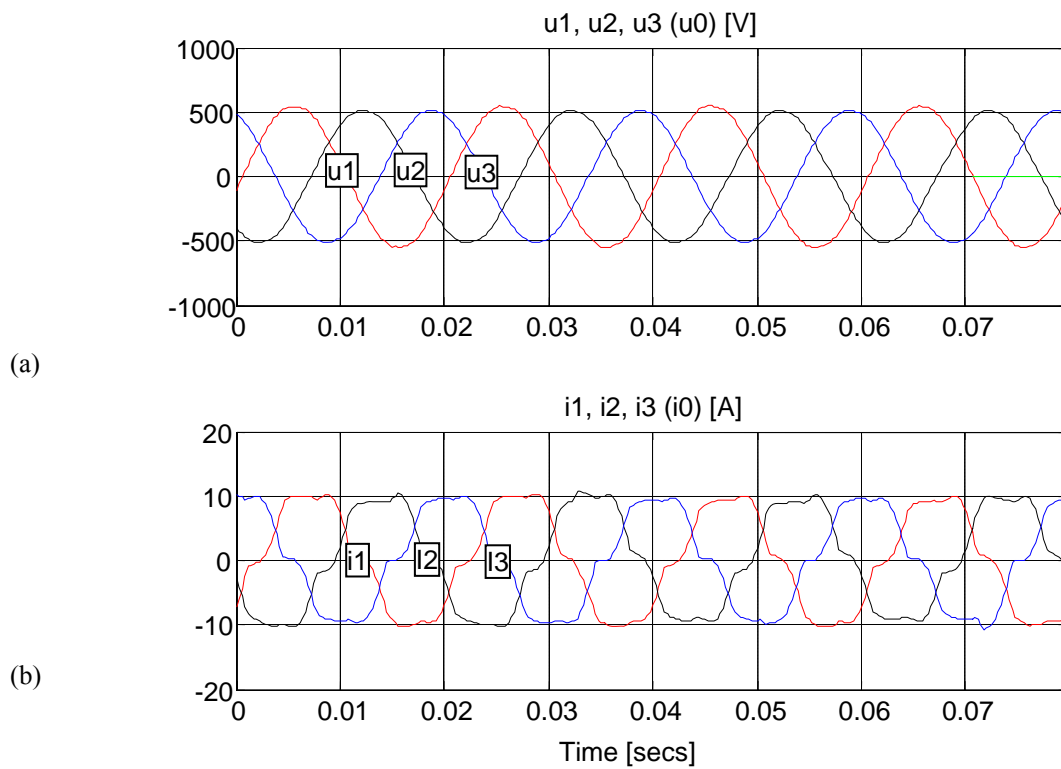 u1, u2, u3 (u0) [V]
1000
500
0
-500
-1000
u1
u2
u3
0
0.01
0.02
0.03
0.04
0.05
0.06
0.07
(a)
i1, i2, i3 (i0) [A]
20
10
0
-10
-20
i1
I2
I3
0
0.01
0.02
0.03
0.04
0.05
0.06
0.07
(b)
Time [secs]